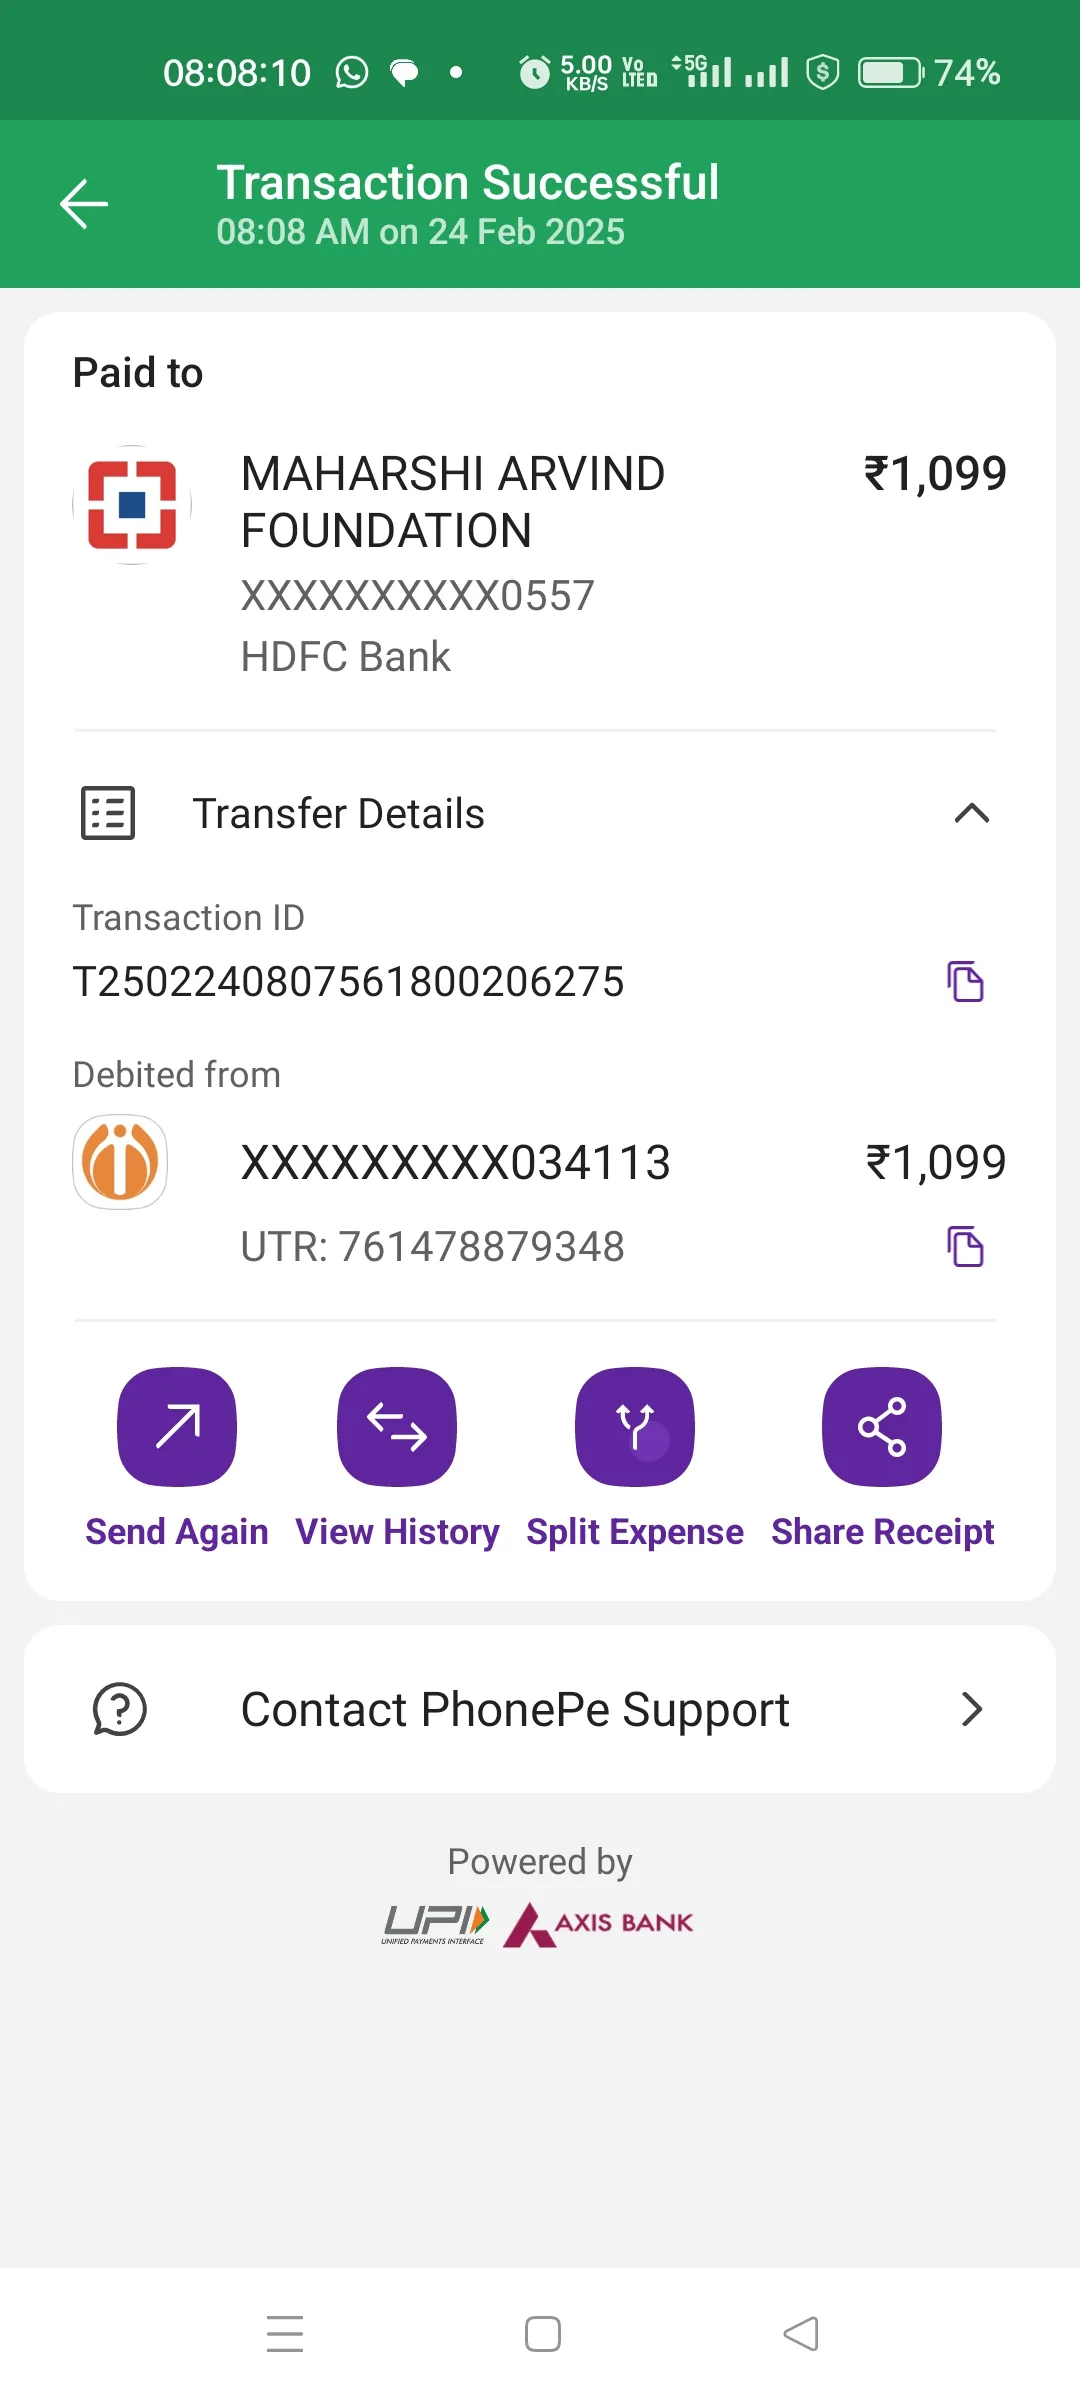 08:08:10 5.00 KB/S Vo LTED 5G 74%
Transaction Successful
08:08 AM on 24 Feb 2025
Paid to
MAHARSHI ARVIND ₹1,099
FOUNDATION
XXXXXXXXXX0557
HDFC Bank
Transfer Details
Transaction ID
T2502240807561800206275
Debited from
XXXXXXXXX034113 ₹1,099
UTR: 761478879348
Send Again View History Split Expense Share Receipt
Contact PhonePe Support
Powered by
UPI AXIS BANK
UNIFIED PAYMENTS INTERFACE